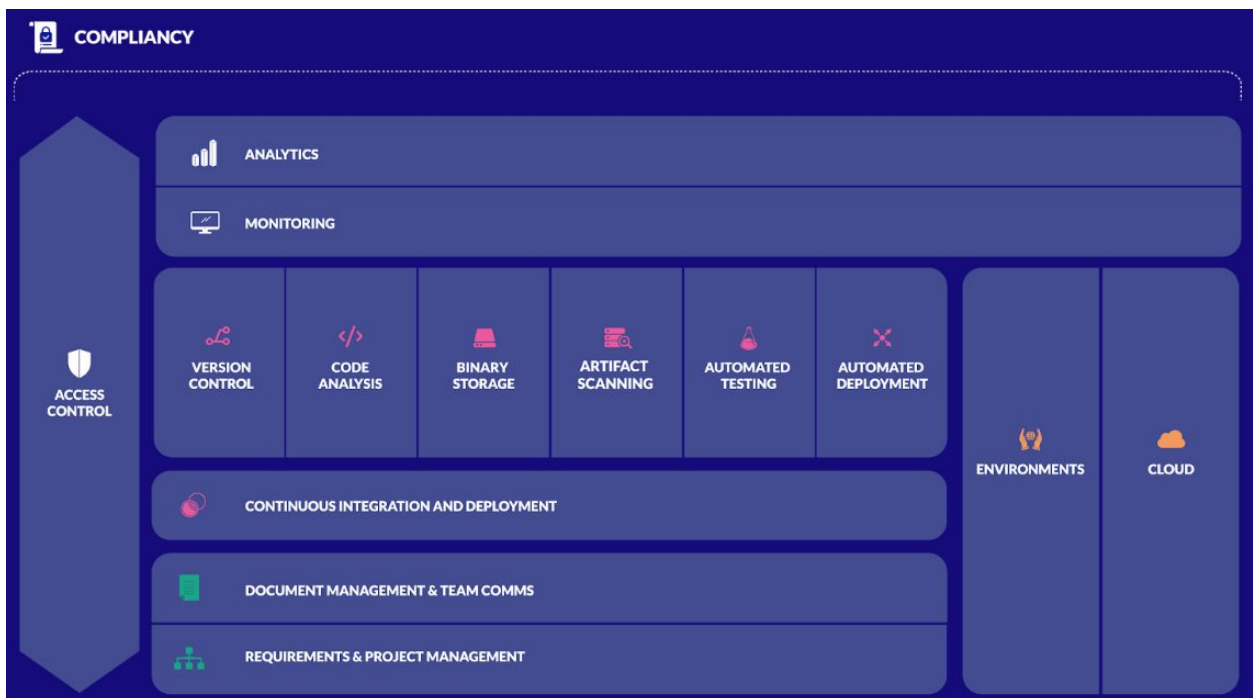 COMPLIANCY
ANALYTICS
MONITORING
ACCESS
CONTROL
VERSION
CONTROL
CODE
ANALYSIS
BINARY
STORAGE
ARTIFACT
SCANNING
AUTOMATED
TESTING
AUTOMATED
DEPLOYMENT
ENVIRONMENTS
CLOUD
CONTINUOUS INTEGRATION AND DEPLOYMENT
DOCUMENT MANAGEMENT & TEAM COMMS
REQUIREMENTS & PROJECT MANAGEMENT